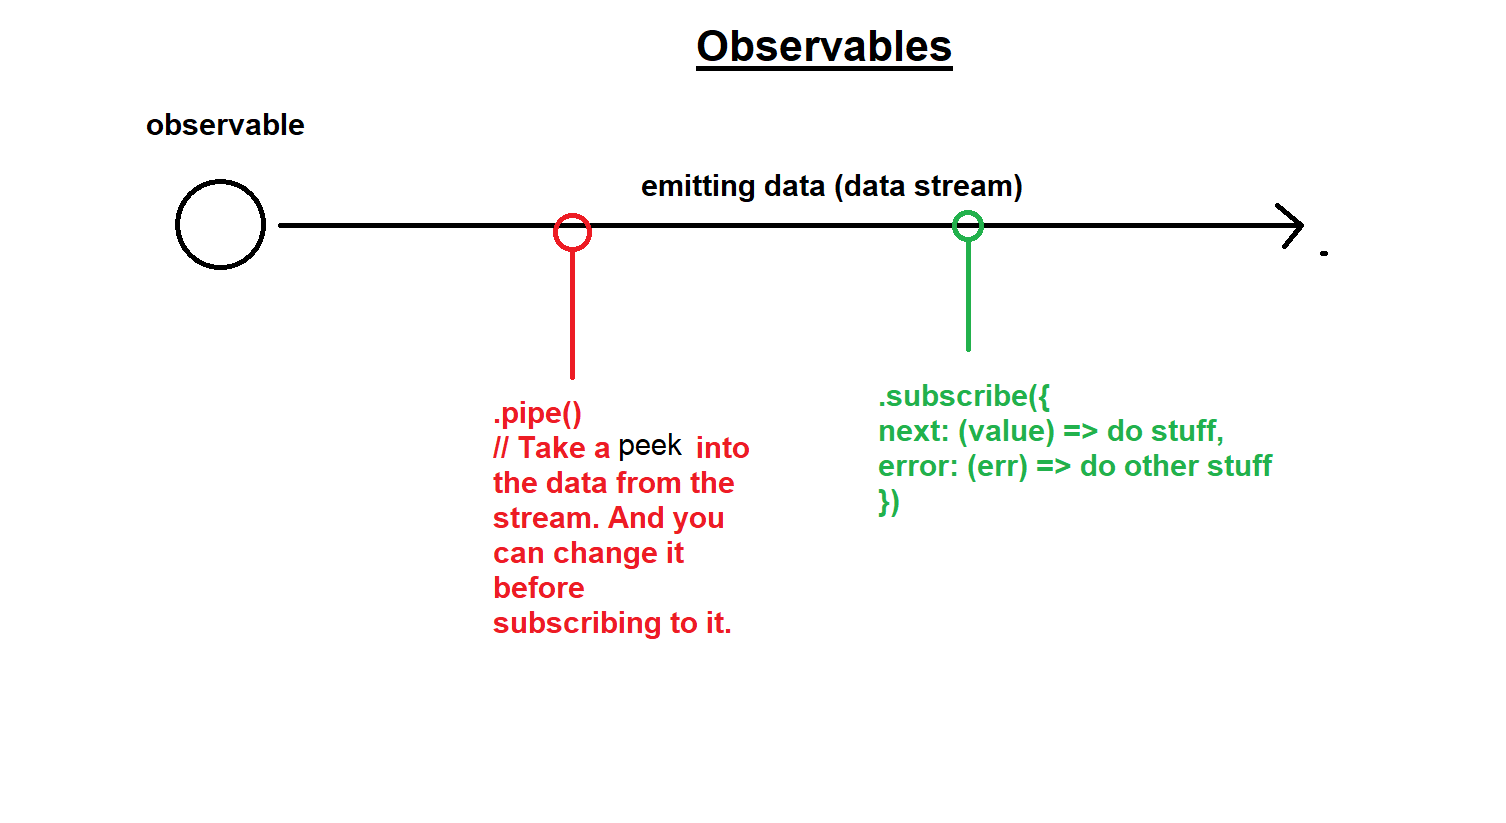 Observables
observable
emitting data (data stream)
.pipe()
// Take a peek into
the data from the
stream. And you
can change it
before
subscribing to it.
.subscribe({
next: (value) => do stuff,
error: (err) => do other stuff
})